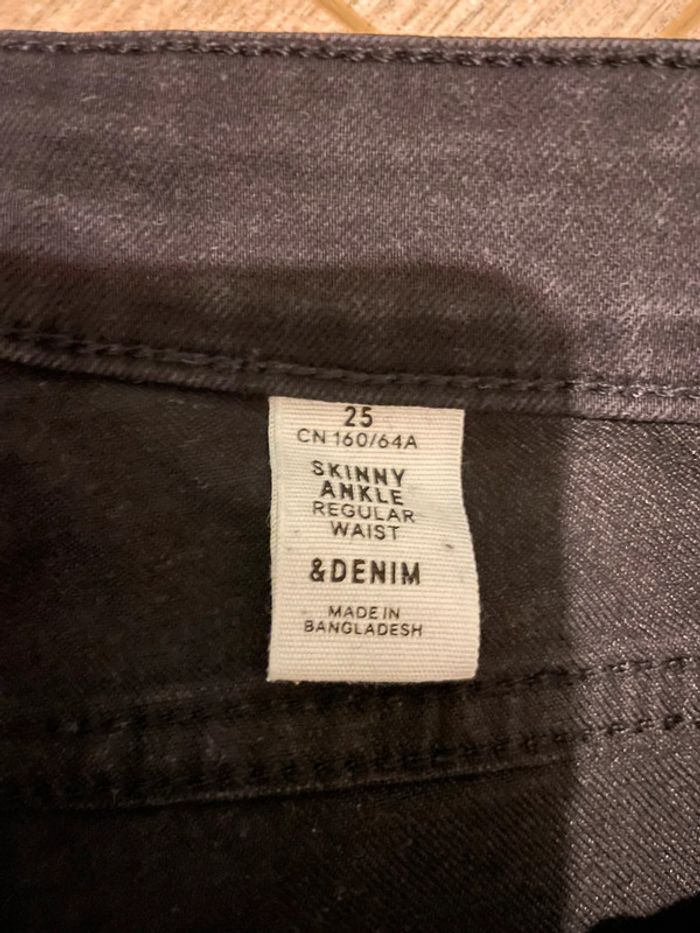 25
CN 160/64A
SKINNY
ANKLE
REGULAR
WAIST
&DENIM
MADE IN
BANGLADESH